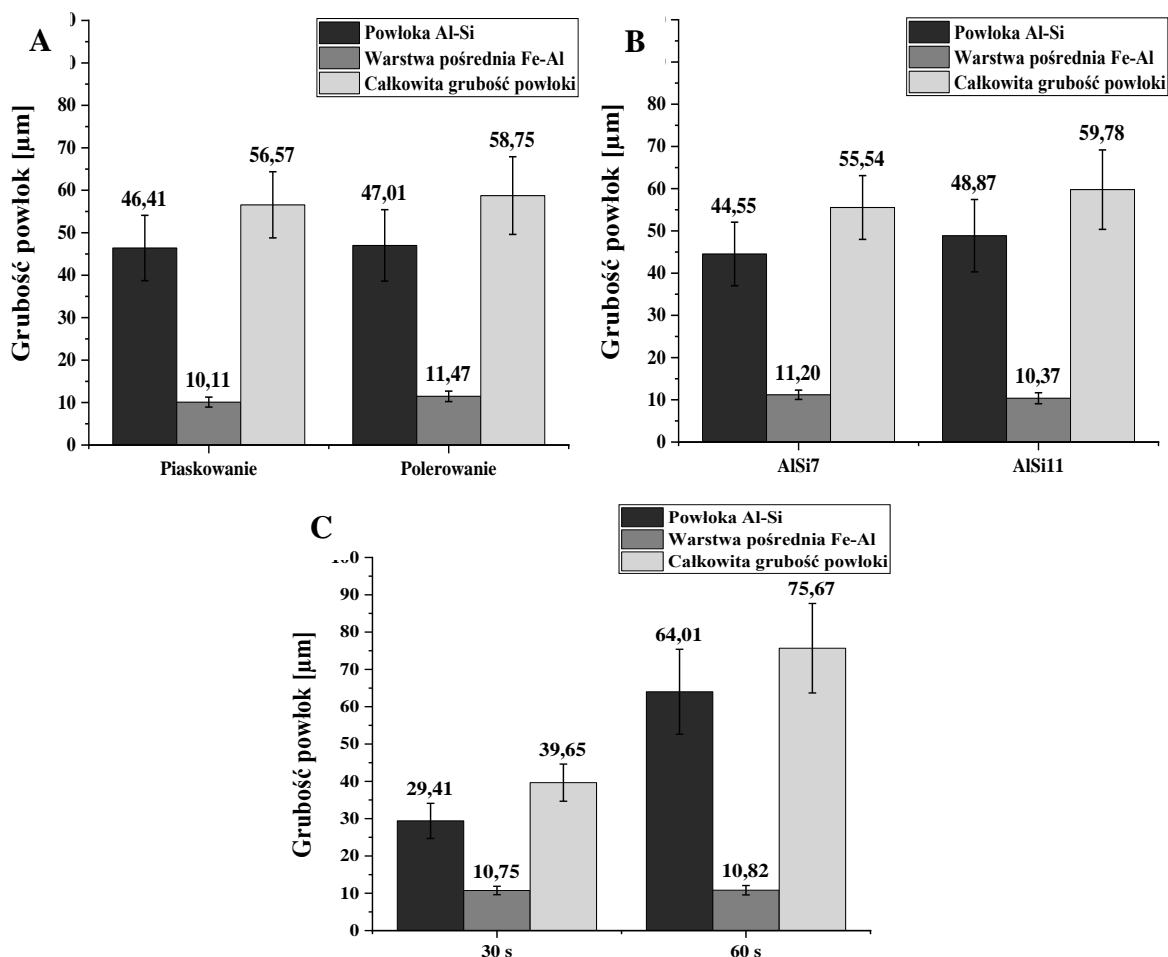 A
Powłoka Al-Si
Warstwa pośrednia Fe-Al
Całkowita grubość powłoki
Grubość powłok [µm]
80
70
60
50
40
30
20
10
0
46,41
10,11
56,57
47,01
11,47
58,75
Piaskowanie
Polerowanie
B
Powłoka Al-Si
Warstwa pośrednia Fe-Al
Całkowita grubość powłoki
Grubość powłok [µm]
80
70
60
50
40
30
20
10
0
44,55
11,20
55,54
48,87
10,37
59,78
AlSi7
AlSi11
C
Powłoka Al-Si
Warstwa pośrednia Fe-Al
Całkowita grubość powłoki
Grubość powłok [µm]
90
80
70
60
50
40
30
20
10
0
29,41
10,75
39,65
64,01
10,82
75,67
30 s
60 s